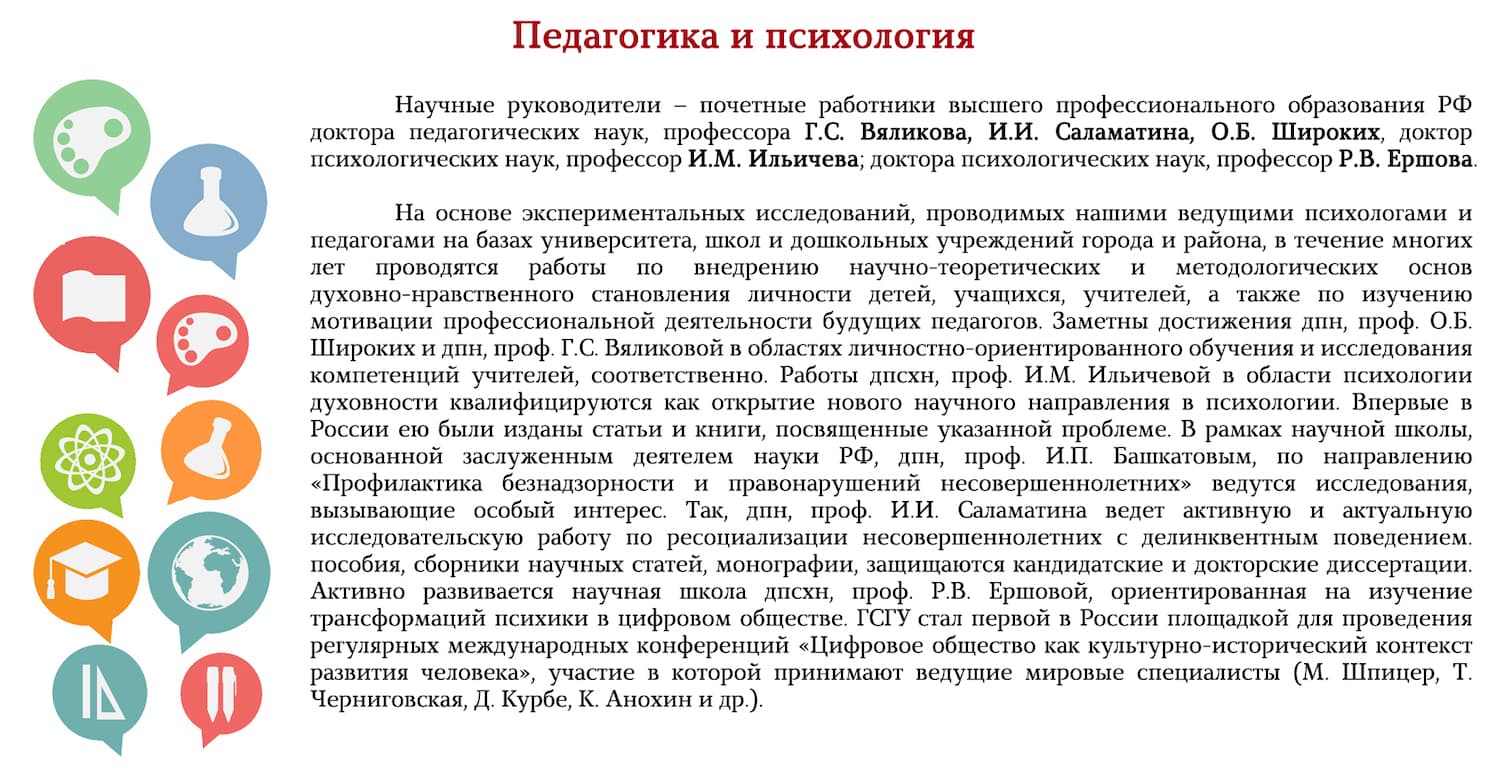 Педагогика и психология
Научные руководители – почетные работники высшего профессионального образования РФ
доктора педагогических наук, профессора Г.С. Вяликова, И.И. Саламатина, О.Б. Широких, доктор
психологических наук, профессор И.М. Ильичева; доктора психологических наук, профессор Р.В. Ершова.
На основе экспериментальных исследований, проводимых нашими ведущими психологами и
педагогами на базах университета, школ и дошкольных учреждений города и района, в течение многих
лет проводятся работы по внедрению научно-теоретических и методологических основ
духовно-нравственного становления личности детей, учащихся, учителей, а также по изучению
мотивации профессиональной деятельности будущих педагогов. Заметны достижения дпн, проф. О.Б.
Широких и дпн, проф. Г.С. Вяликовой в областях личностно-ориентированного обучения и исследования
компетенций учителей, соответственно. Работы дпсхн, проф. И.М. Ильичевой в области психологии
духовности квалифицируются как открытие нового научного направления в психологии. Впервые в
России ею были изданы статьи и книги, посвященные указанной проблеме. В рамках научной школы,
основанной заслуженным деятелем науки РФ, дпн, проф. И.П. Башкатовым, по направлению
«Профилактика безнадзорности и правонарушений несовершеннолетних» ведутся исследования,
вызывающие особый интерес. Так, дпн, проф. И.И. Саламатина ведет активную и актуальную
исследовательскую работу по ресоциализации несовершеннолетних с делинквентным поведением.
пособия, сборники научных статей, монографии, защищаются кандидатские и докторские диссертации.
Активно развивается научная школа дпсхн, проф. Р.В. Ершовой, ориентированная на изучение
трансформаций психики в цифровом обществе. ГСГУ стал первой в России площадкой для проведения
регулярных международных конференций «Цифровое общество как культурно-исторический контекст
развития человека», участие в которой принимают ведущие мировые специалисты (М. Шпицер, Т.
Черниговская, Д. Курбе, К. Анохин и др.).